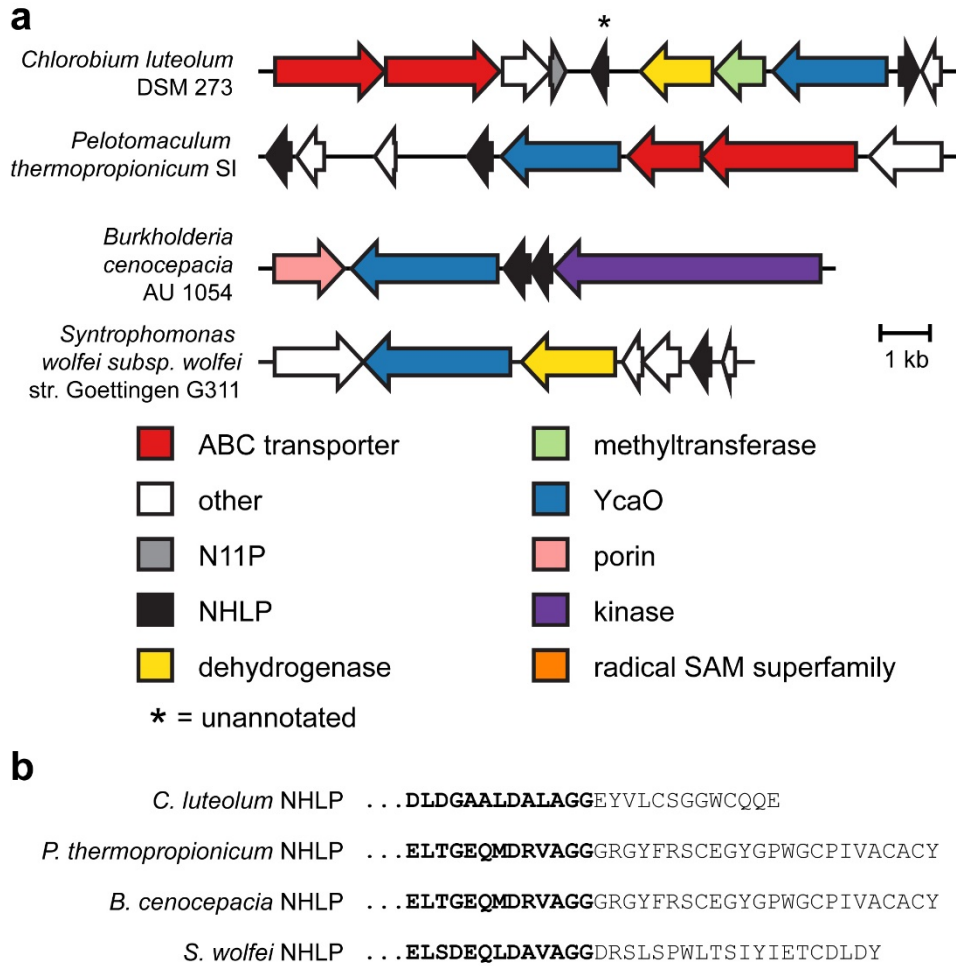 a
*
Chlorobium luteolum
DSM 273
Pelotomaculum
thermopropionicum SI
Burkholderia
cenocepacia
AU 1054
Syntrophomonas
wolfei subsp. wolfei
str. Goettingen G311
1 kb
ABC transporter
methyltransferase
other
YcaO
N11P
porin
NHLP
kinase
dehydrogenase
radical SAM superfamily
* = unannotated
b
C. luteolum NHLP ...DLDGAALDALAGGEYVLCSGGWCQQE
P. thermopropionicum NHLP ...ELTGEQMDRVAGGGRGYFRSCEGYGPWGCPIVACACY
B. cenocepacia NHLP ...ELTGEQMDRVAGGGRGYFRSCEGYGPWGCPIVACACY
S. wolfei NHLP ...ELSDEQLDAVAGGDRSLSPWLTSIYIETCDLDY